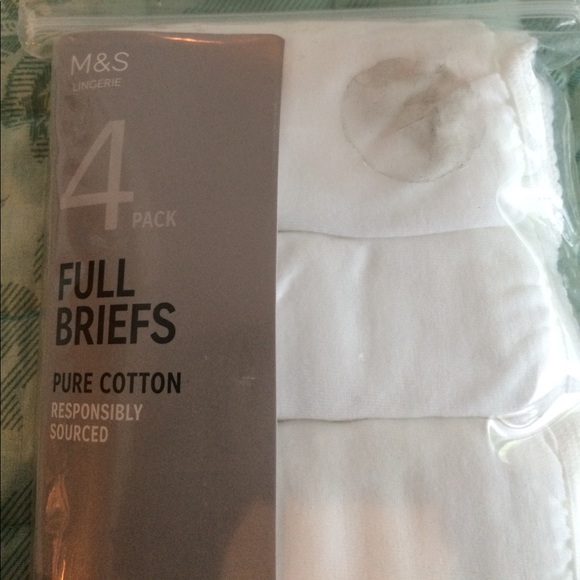 M&S
LINGERIE
4 PACK
FULL
BRIEFS
PURE COTTON
RESPONSIBLY
SOURCED